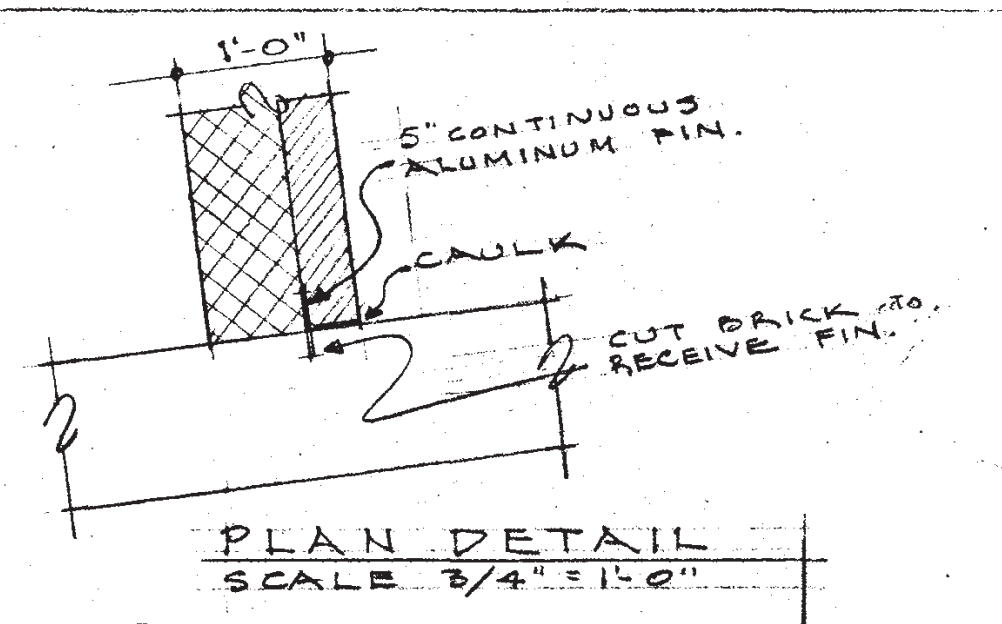 1'-0"
5" CONTINUOUS
ALUMINUM FIN.
CAULK
CUT BRICK TO
RECEIVE FIN.
PLAN DETAIL
SCALE 3/4" = 1'-0"